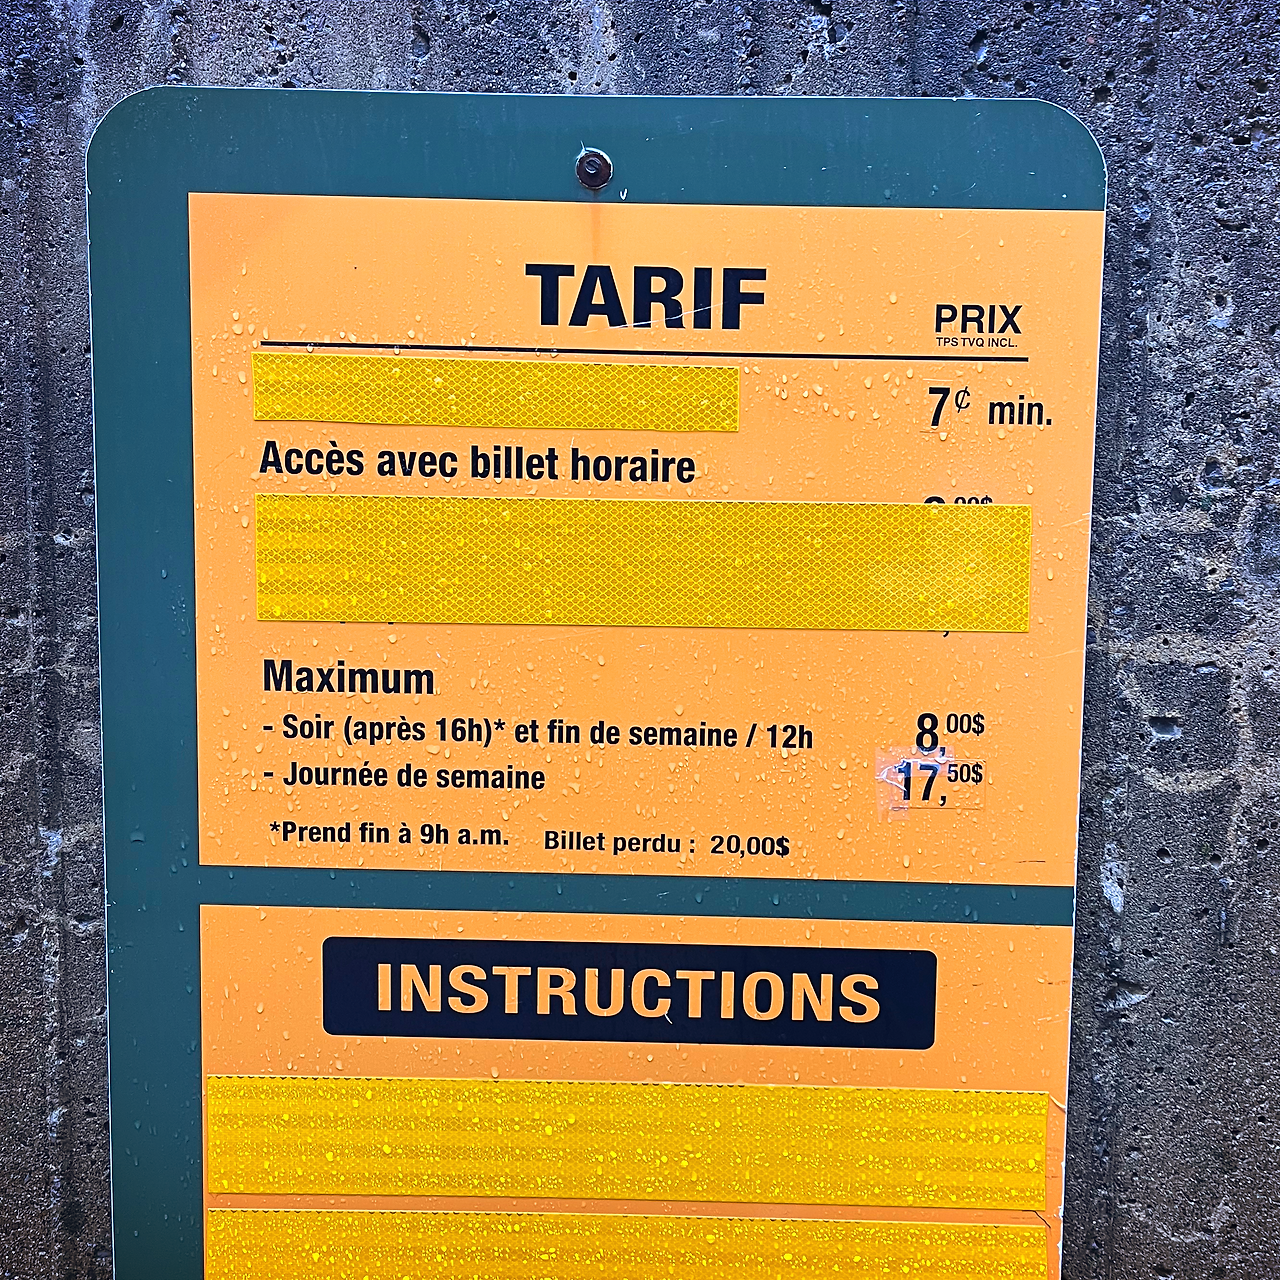 TARIF
PRIX
TPS TVQ INCL.
7¢ min.
Accès avec billet horaire
Maximum
- Soir (après 16h)* et fin de semaine / 12h 8,00$
- Journée de semaine 17,50$
*Prend fin à 9h a.m. Billet perdu : 20,00$
INSTRUCTIONS